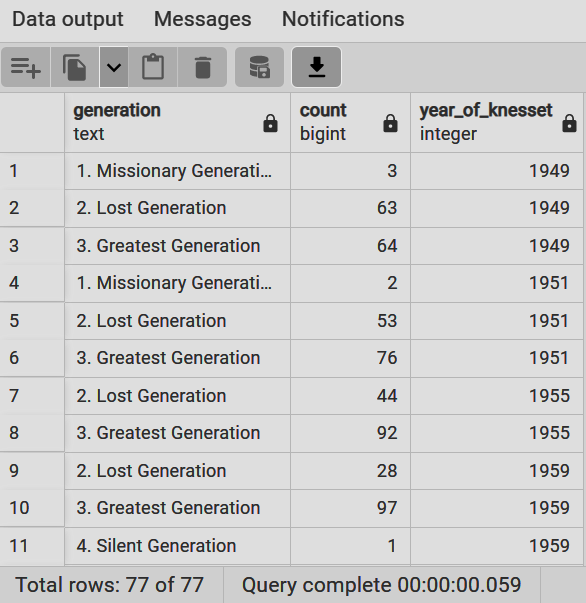 Data output Messages Notifications
generation count year_of_knesset
text bigint integer
1 1. Missionary Generati... 3 1949
2 2. Lost Generation 63 1949
3 3. Greatest Generation 64 1949
4 1. Missionary Generati... 2 1951
5 2. Lost Generation 53 1951
6 3. Greatest Generation 76 1951
7 2. Lost Generation 44 1955
8 3. Greatest Generation 92 1955
9 2. Lost Generation 28 1959
10 3. Greatest Generation 97 1959
11 4. Silent Generation 1 1959
Total rows: 77 of 77 Query complete 00:00:00.059